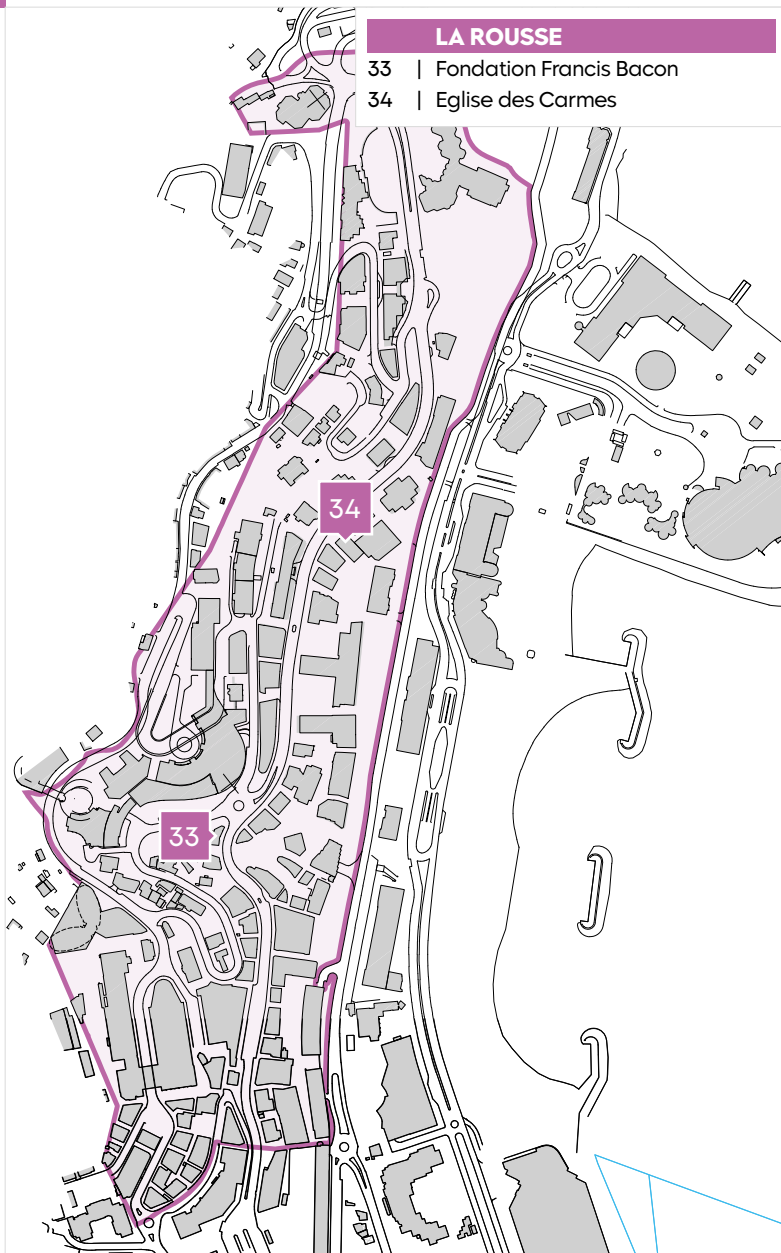 LA ROUSSE
33 | Fondation Francis Bacon
34 | Eglise des Carmes
34
33